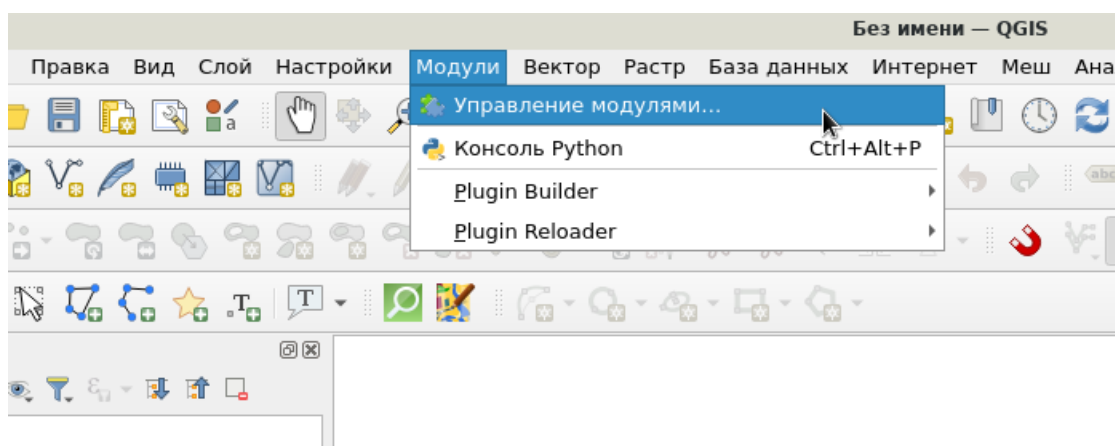 Без имени — QGIS
Правка Вид Слой Настройки Модули Вектор Растр База данных Интернет Меш Ана
Управление модулями...
Консоль Python Ctrl+Alt+P
Plugin Builder
Plugin Reloader